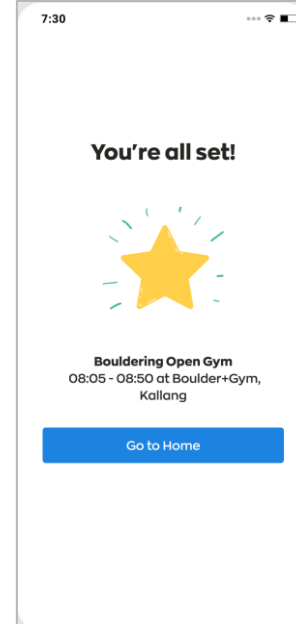 7:30
You're all set!
Bouldering Open Gym
08:05 - 08:50 at Boulder+Gym,
Kallang
Go to Home